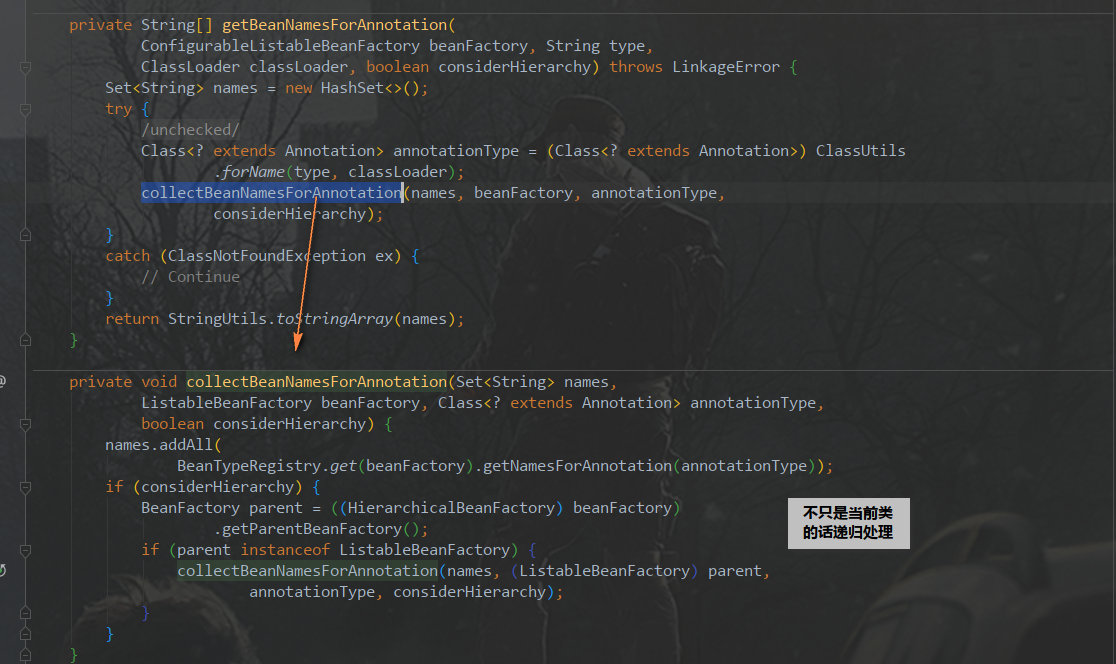 private String[] getBeanNamesForAnnotation(
ConfigurableListableBeanFactory beanFactory, String type,
ClassLoader classLoader, boolean considerHierarchy) throws LinkageError {
Set<String> names = new HashSet<>();
try {
/unchecked/
Class<? extends Annotation> annotationType = (Class<? extends Annotation>) ClassUtils
.forName(type, classLoader);
collectBeanNamesForAnnotation(names, beanFactory, annotationType,
considerHierarchy);
}
catch (ClassNotFoundException ex) {
// Continue
}
return StringUtils.toStringArray(names);
}
private void collectBeanNamesForAnnotation(Set<String> names,
ListableBeanFactory beanFactory, Class<? extends Annotation> annotationType,
boolean considerHierarchy) {
names.addAll(
BeanTypeRegistry.get(beanFactory).getNamesForAnnotation(annotationType));
if (considerHierarchy) {
BeanFactory parent = ((HierarchicalBeanFactory) beanFactory)
.getParentBeanFactory();
if (parent instanceof ListableBeanFactory) {
collectBeanNamesForAnnotation(names, (ListableBeanFactory) parent,
annotationType, considerHierarchy);
}
}
}
不只是当前类
的话递归处理